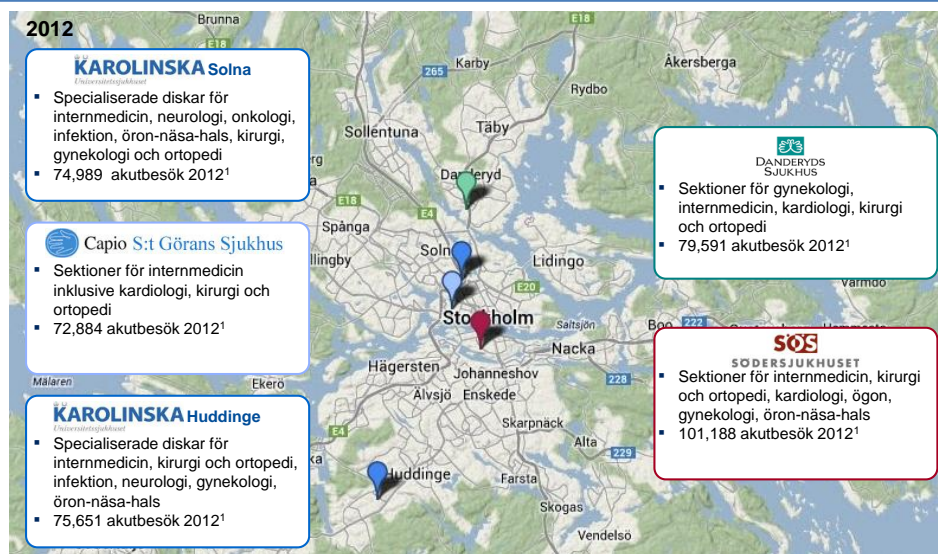 2012
KAROLINSKA Solna
Universitetssjukhuset
▪ Specialiserade diskar för
internmedicin, neurologi, onkologi,
infektion, öron-näsa-hals, kirurgi,
gynekologi och ortopedi
▪ 74,989 akutbesök 2012¹
Capio S:t Görans Sjukhus
▪ Sektioner för internmedicin
inklusive kardiologi, kirurgi och
ortopedi
▪ 72,884 akutbesök 2012¹
KAROLINSKA Huddinge
Universitetssjukhuset
▪ Specialiserade diskar för
internmedicin, kirurgi och ortopedi,
infektion, neurologi, gynekologi,
öron-näsa-hals
▪ 75,651 akutbesök 2012¹
DANDERYDS
SJUKHUS
▪ Sektioner för gynekologi,
internmedicin, kardiologi, kirurgi
och ortopedi
▪ 79,591 akutbesök 2012¹
SÖS
SÖDERSJUKHUSET
▪ Sektioner för internmedicin, kirurgi
och ortopedi, kardiologi, ögon,
gynekologi, öron-näsa-hals
▪ 101,188 akutbesök 2012¹
Brunna
E18
E18
265
Karby
Åkersberga
Rydbo
Täby
Sollentuna
Danderyd
E4
Spånga
Lidingö
E20
Stockholm
Saltsjön
Boo
222
Nacka
Hägersten
Johanneshov
228
Mälaren
Ekerö
Älvsjö
Enskede
Skarpnäck
E4
Älta
229
Huddinge
Farsta
Skogas
Vendelsö